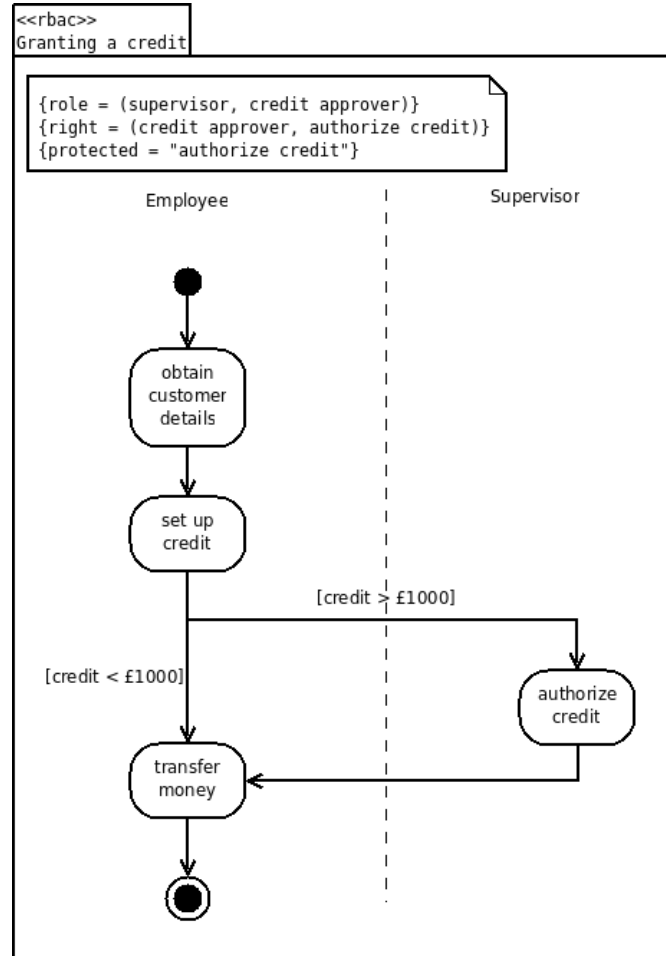 <<rbac>>
Granting a credit
{role = (supervisor, credit approver)}
{right = (credit approver, authorize credit)}
{protected = "authorize credit"}
Employee
Supervisor
obtain
customer
details
set up
credit
[credit > £1000]
[credit < £1000]
authorize
credit
transfer
money